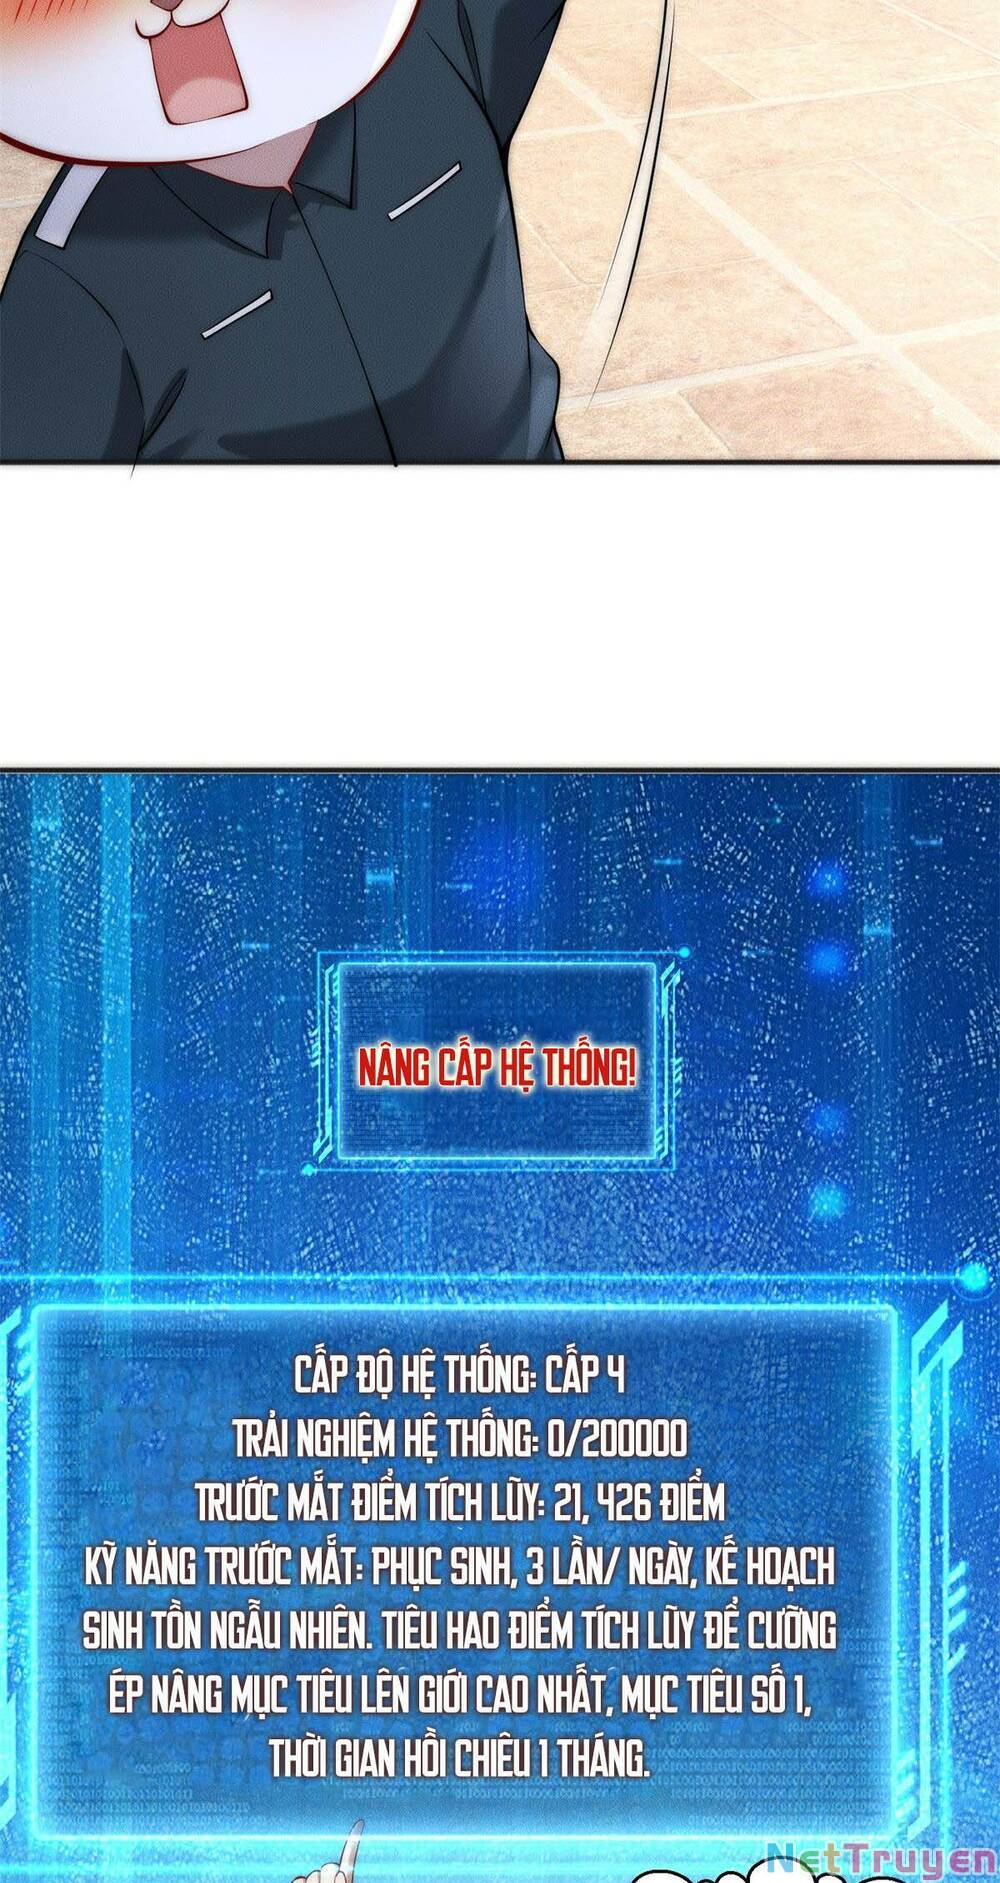 NÂNG CẤP HỆ THỐNG!
CẤP ĐỘ HỆ THỐNG: CẤP 4
TRẢI NGHIỆM HỆ THỐNG: 0/200000
TRƯỚC MẮT ĐIỂM TÍCH LŨY: 21, 426 ĐIỂM
KỸ NĂNG TRƯỚC MẮT: PHỤC SINH, 3 LẦN/ NGÀY, KẾ HOẠCH
SINH TỒN NGẪU NHIÊN. TIÊU HAO ĐIỂM TÍCH LŨY ĐỂ CƯỠNG
ÉP NÂNG MỤC TIÊU LÊN GIỚI CAO NHẤT, MỤC TIÊU SỐ 1,
THỜI GIAN HỒI CHIÊU 1 THÁNG.
NetTruyen